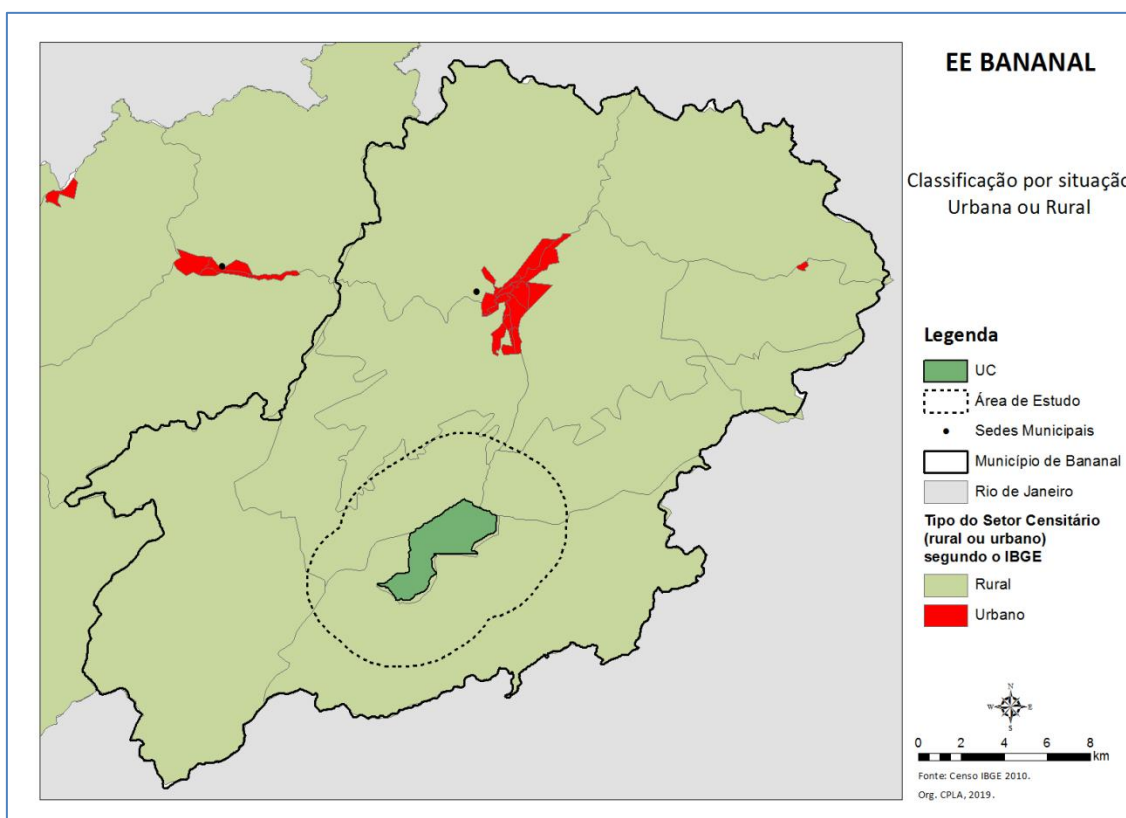 EE BANANAL
Classificação por situação
Urbana ou Rural
Legenda
UC
Área de Estudo
Sedes Municipais
Município de Bananal
Rio de Janeiro
Tipo do Setor Censitário
(rural ou urbano)
segundo o IBGE
Rural
Urbano
N
W E
S
0 2 4 6 8
km
Fonte: Censo IBGE 2010.
Org. CPLA, 2019.